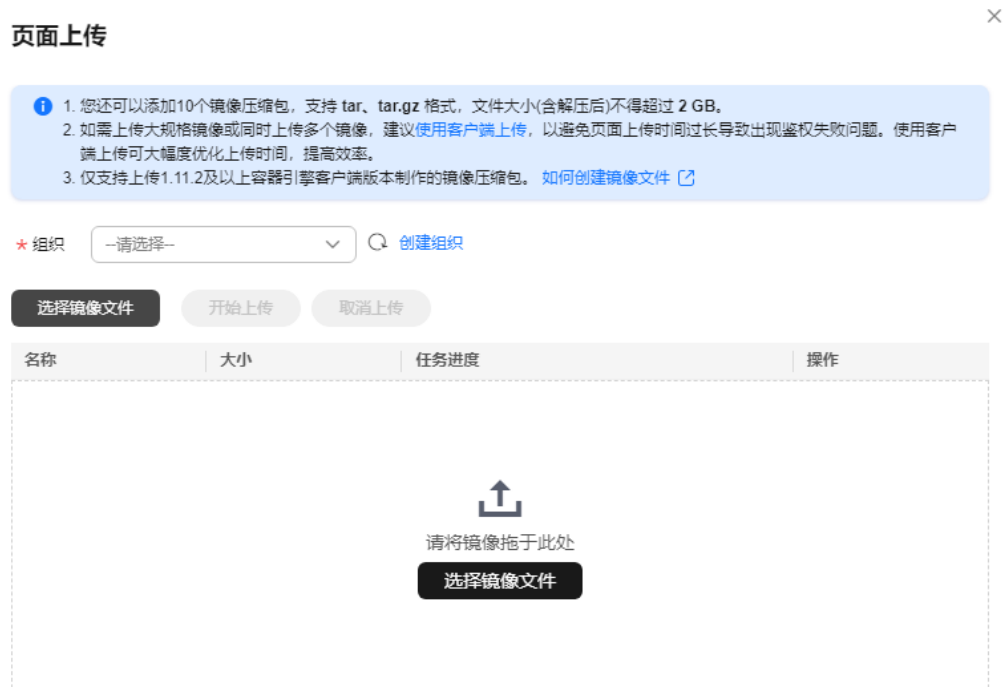 页面上传
1. 您还可以添加10个镜像压缩包，支持 tar、tar.gz 格式，文件大小(含解压后)不得超过 2 GB。
2. 如需上传大规格镜像或同时上传多个镜像，建议使用客户端上传，以避免页面上传时间过长导致出现鉴权失败问题。使用客户
端上传可大幅度优化上传时间，提高效率。
3. 仅支持上传1.11.2及以上容器引擎客户端版本制作的镜像压缩包。 如何创建镜像文件
* 组织 --请选择-- 创建组织
选择镜像文件 开始上传 取消上传
名称 大小 任务进度 操作
请将镜像拖于此处
选择镜像文件